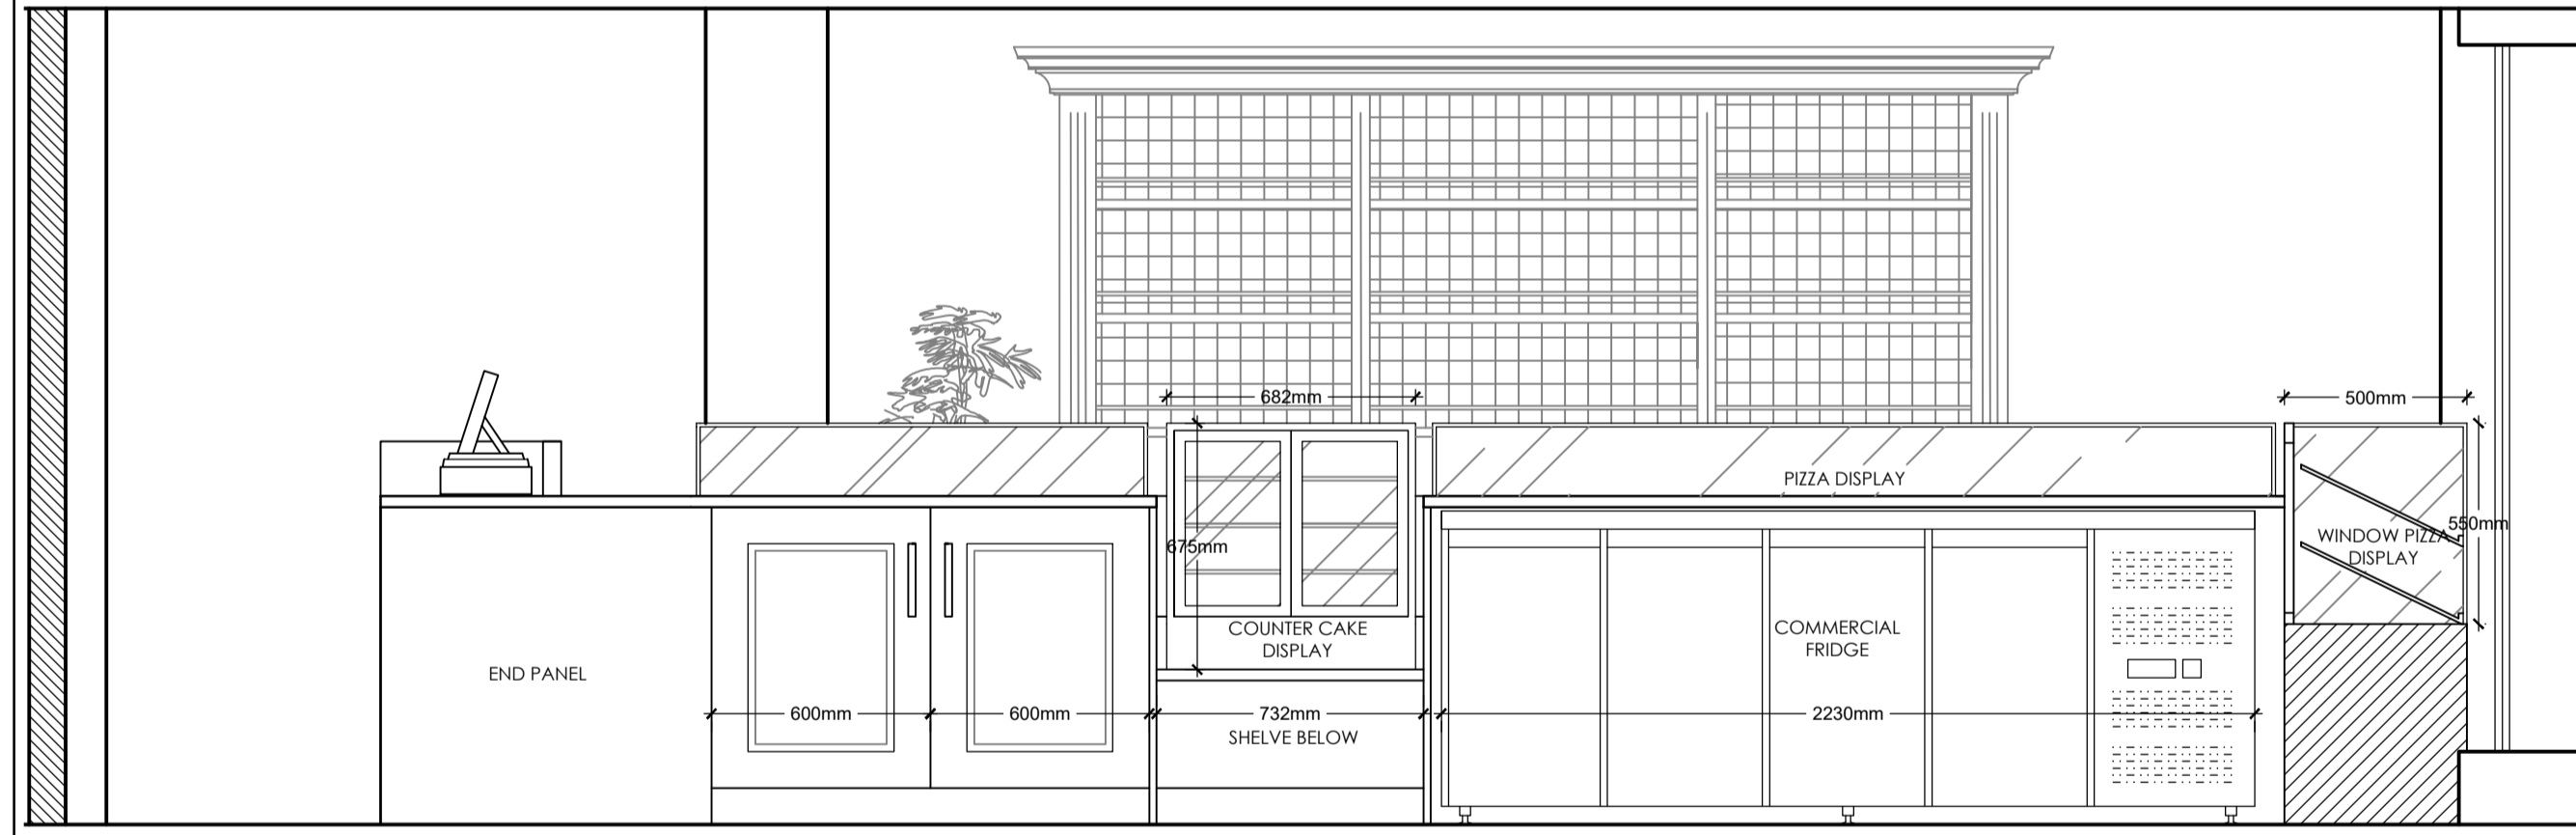 682mm
500mm
PIZZA DISPLAY
550mm
WINDOW PIZZA
DISPLAY
675mm
COUNTER CAKE
DISPLAY
COMMERCIAL
FRIDGE
END PANEL
600mm
600mm
732mm
2230mm
SHELVE BELOW